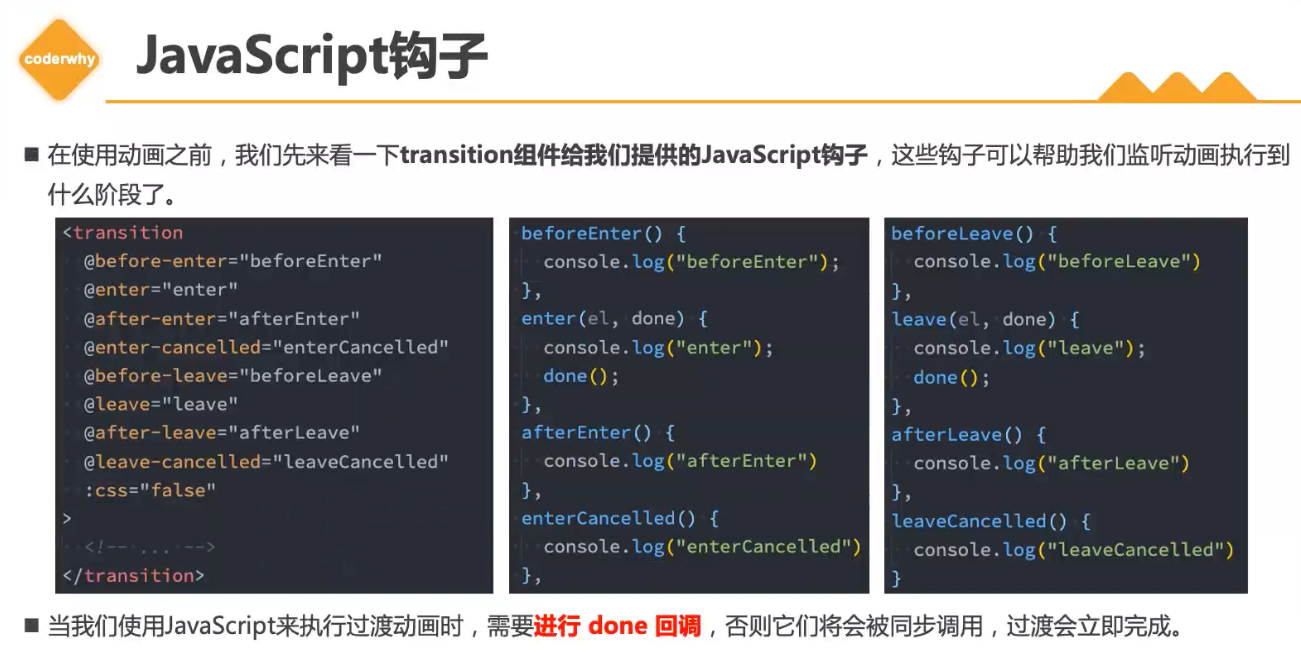 coderwhy
JavaScript钩子
在使用动画之前，我们先来看一下transition组件给我们提供的JavaScript钩子，这些钩子可以帮助我们监听动画执行到
什么阶段了。
<transition
@before-enter="beforeEnter"
@enter="enter"
@after-enter="afterEnter"
@enter-cancelled="enterCancelled"
@before-leave="beforeLeave"
@leave="leave"
@after-leave="afterLeave"
@leave-cancelled="leaveCancelled"
:css="false"
>
<!-- ... -->
</transition>
beforeEnter() {
console.log("beforeEnter");
},
enter(el, done) {
console.log("enter");
done();
},
afterEnter() {
console.log("afterEnter")
},
enterCancelled() {
console.log("enterCancelled")
},
beforeLeave() {
console.log("beforeLeave")
},
leave(el, done) {
console.log("leave");
done();
},
afterLeave() {
console.log("afterLeave")
},
leaveCancelled() {
console.log("leaveCancelled")
}
当我们使用JavaScript来执行过渡动画时，需要进行 done 回调，否则它们将会被同步调用，过渡会立即完成。